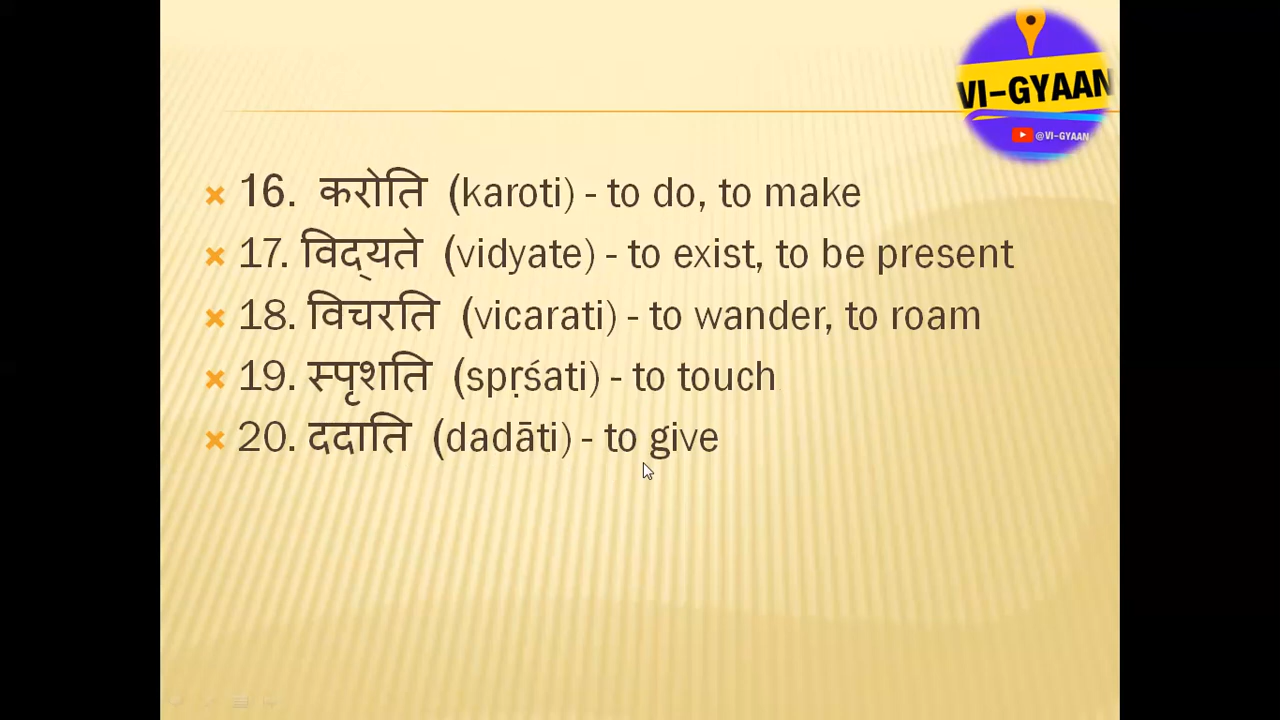 VI-GYAAN
@VI-GYAAN
16. करोति (karoti) - to do, to make
17. विद्‌यते (vidyate) - to exist, to be present
18. विचरति (vicarati) - to wander, to roam
19. स्पृशति (spṛśati) - to touch
20. ददाति (dadāti) - to give